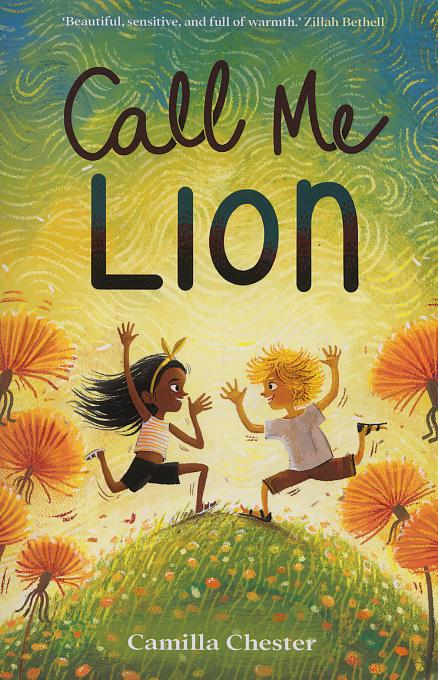 ‘Beautiful, sensitive, and full of warmth.’ Zillah Bethell
Call Me
Lion
Camilla Chester